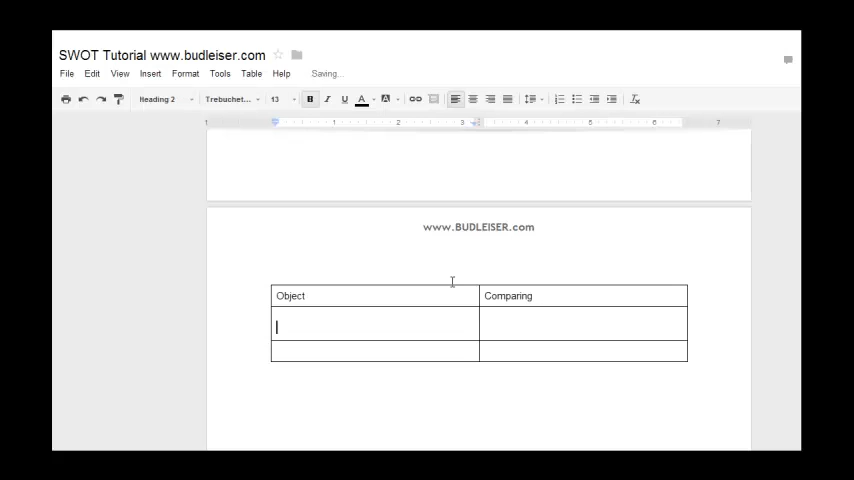 SWOT Tutorial www.budleiser.com
File Edit View Insert Format Tools Table Help Saving...
Heading 2 Trebuchet... 13 B I U A A
1 1 2 3 4 5 6 7
www.BUDLEISER.com
Object Comparing